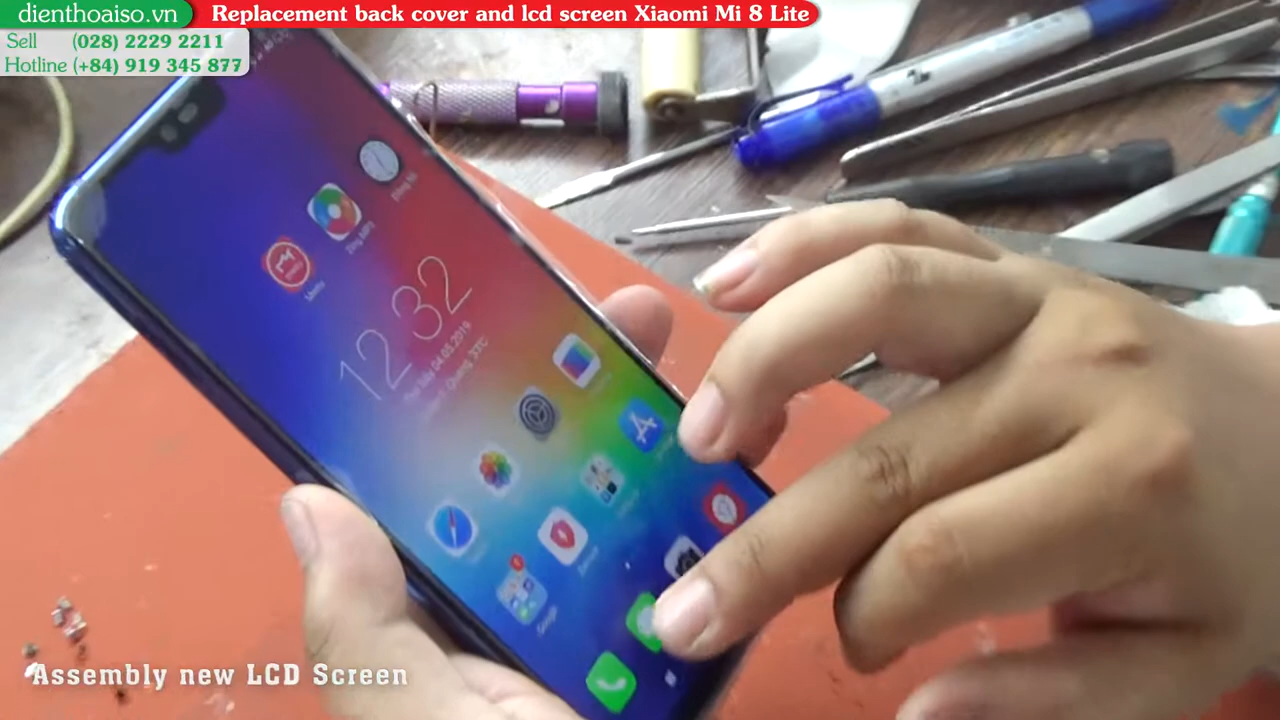 dienthoaiso.vn
Replacement back cover and lcd screen Xiaomi Mi 8 Lite
Sell (028) 2229 2211
Hotline (+84) 919 345 877
12 32
Assembly new LCD Screen